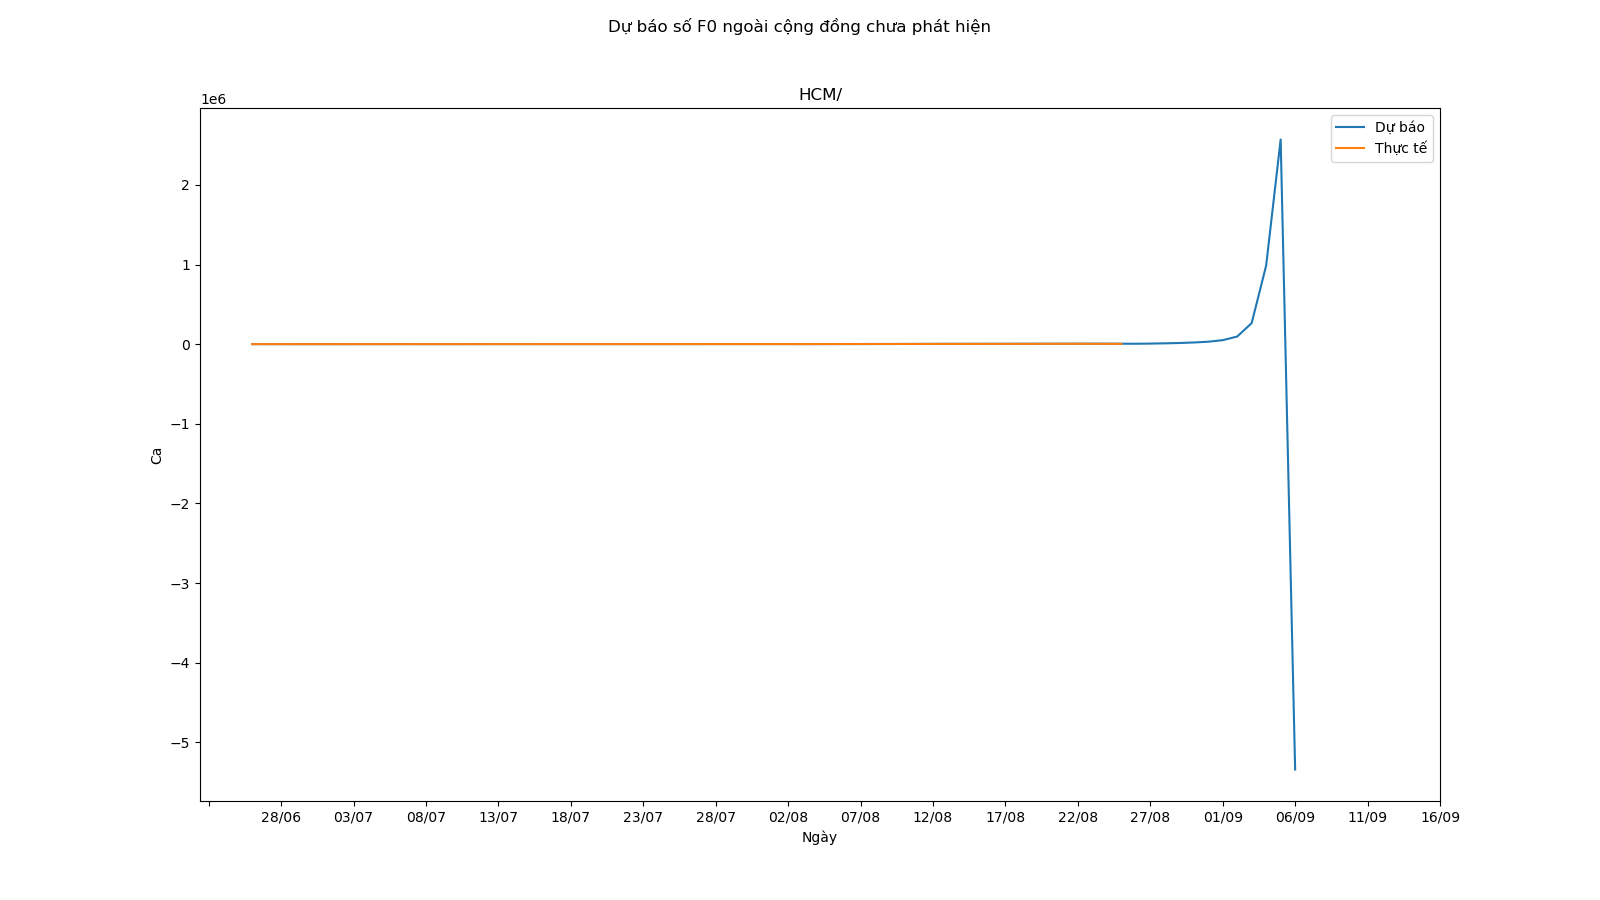 Dự báo số F0 ngoài cộng đồng chưa phát hiện
HCM/
1e6
Dự báo
Thực tế
2
1
0
−1
−2
−3
−4
−5
Ca
28/06 03/07 08/07 13/07 18/07 23/07 28/07 02/08 07/08 12/08 17/08 22/08 27/08 01/09 06/09 11/09 16/09
Ngày